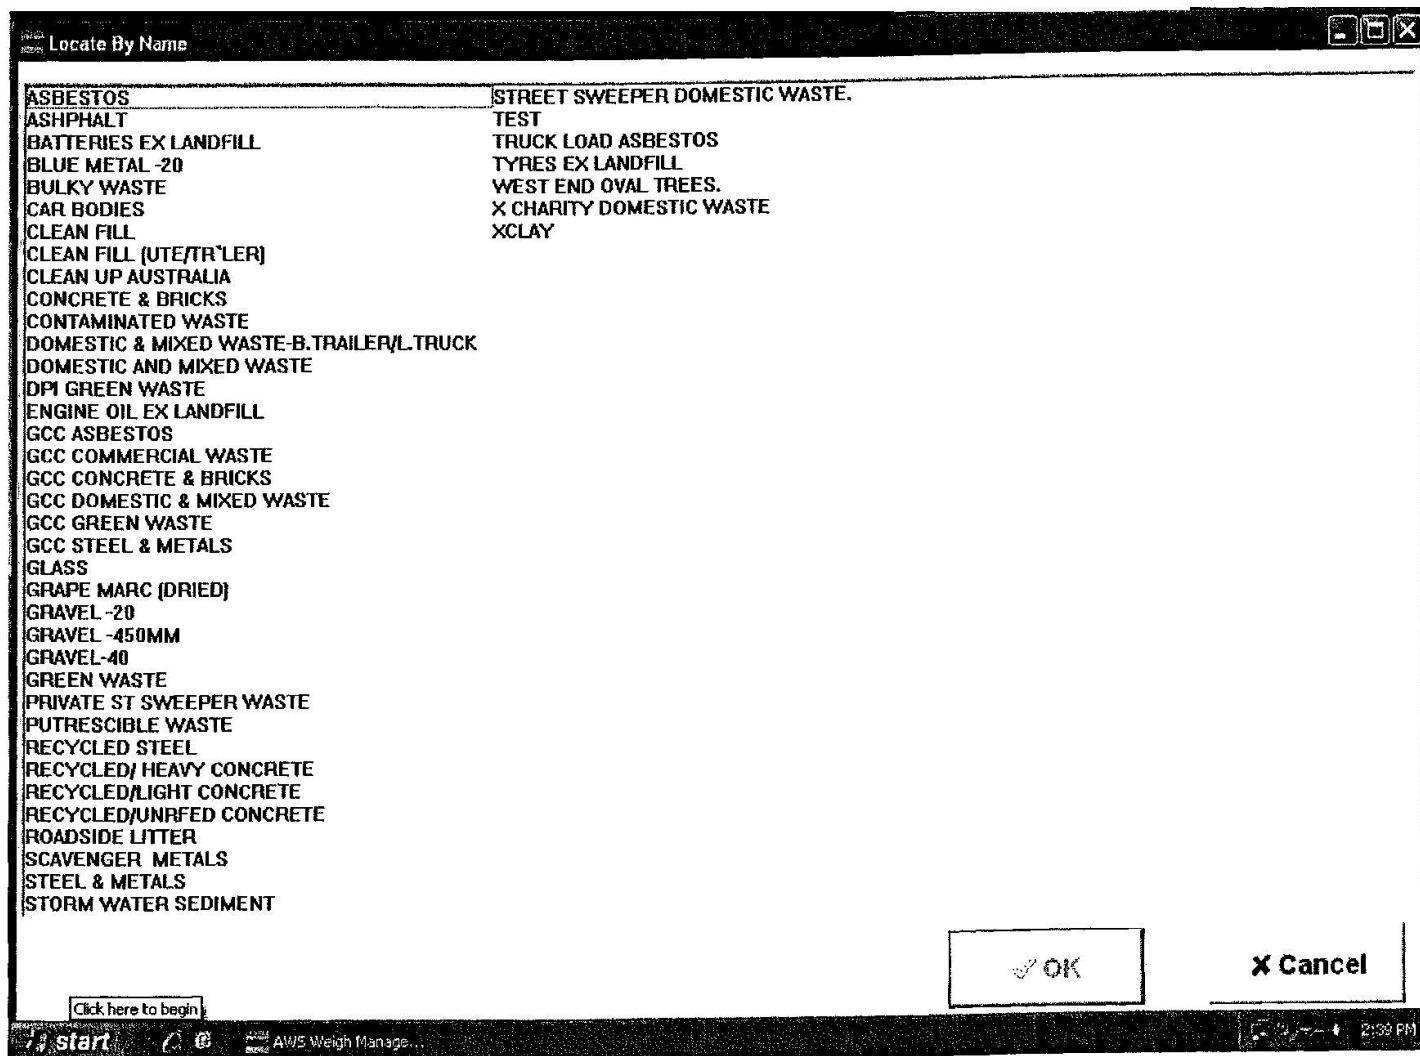 Locate By Name
ASBESTOS
ASHPHALT
BATTERIES EX LANDFILL
BLUE METAL -20
BULKY WASTE
CAR BODIES
CLEAN FILL
CLEAN FILL (UTE/TR`LER)
CLEAN UP AUSTRALIA
CONCRETE & BRICKS
CONTAMINATED WASTE
DOMESTIC & MIXED WASTE-B.TRAILER/L.TRUCK
DOMESTIC AND MIXED WASTE
DPI GREEN WASTE
ENGINE OIL EX LANDFILL
GCC ASBESTOS
GCC COMMERCIAL WASTE
GCC CONCRETE & BRICKS
GCC DOMESTIC & MIXED WASTE
GCC GREEN WASTE
GCC STEEL & METALS
GLASS
GRAPE MARC (DRIED)
GRAVEL -20
GRAVEL -450MM
GRAVEL-40
GREEN WASTE
PRIVATE ST SWEEPER WASTE
PUTRESCIBLE WASTE
RECYCLED STEEL
RECYCLED/ HEAVY CONCRETE
RECYCLED/LIGHT CONCRETE
RECYCLED/UNRFED CONCRETE
ROADSIDE LITTER
SCAVENGER  METALS
STEEL & METALS
STORM WATER SEDIMENT
STREET SWEEPER DOMESTIC WASTE.
TEST
TRUCK LOAD ASBESTOS
TYRES EX LANDFILL
WEST END OVAL TREES.
X CHARITY DOMESTIC WASTE
XCLAY
OK
Cancel
Click here to begin
start
AWS Weigh Manage...
2:39 PM